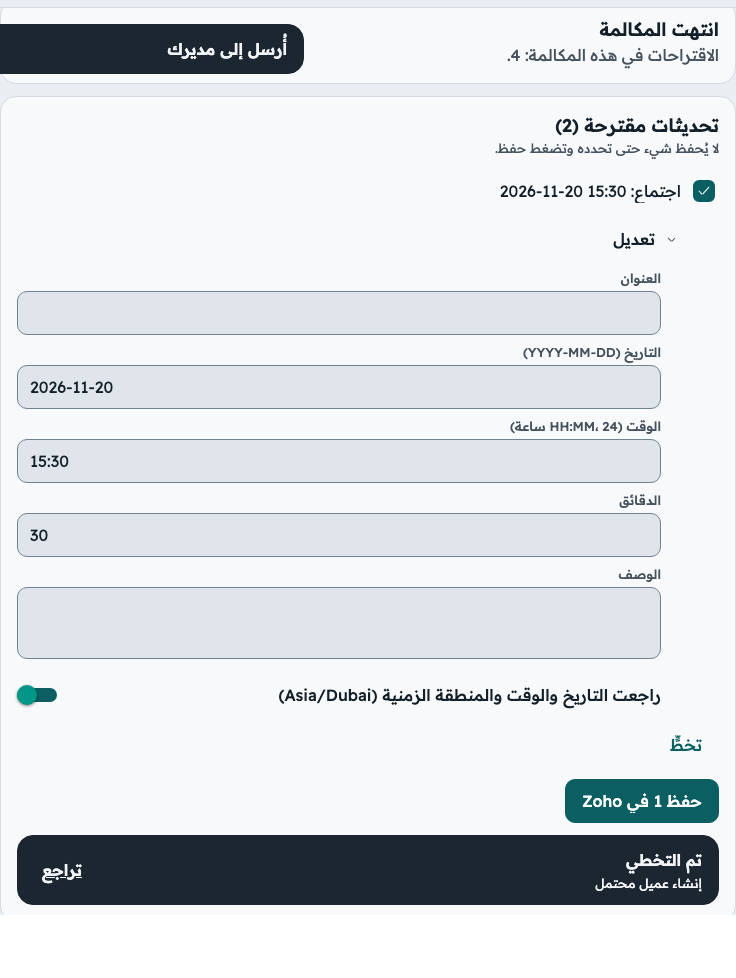 انتهت المكالمة
الاقتراحات في هذه المكالمة: 4.
أُرسل إلى مديرك
تحديثات مقترحة (2)
لا يُحفظ شيء حتى تحدده وتضغط حفظ.
اجتماع: 15:30 2026-11-20
تعديل
العنوان
التاريخ (YYYY-MM-DD)
2026-11-20
الوقت (HH:MM، 24 ساعة)
15:30
الدقائق
30
الوصف
راجعت التاريخ والوقت والمنطقة الزمنية (Asia/Dubai)
تخطٍّ
حفظ 1 في Zoho
تم التخطي
إنشاء عميل محتمل
تراجع